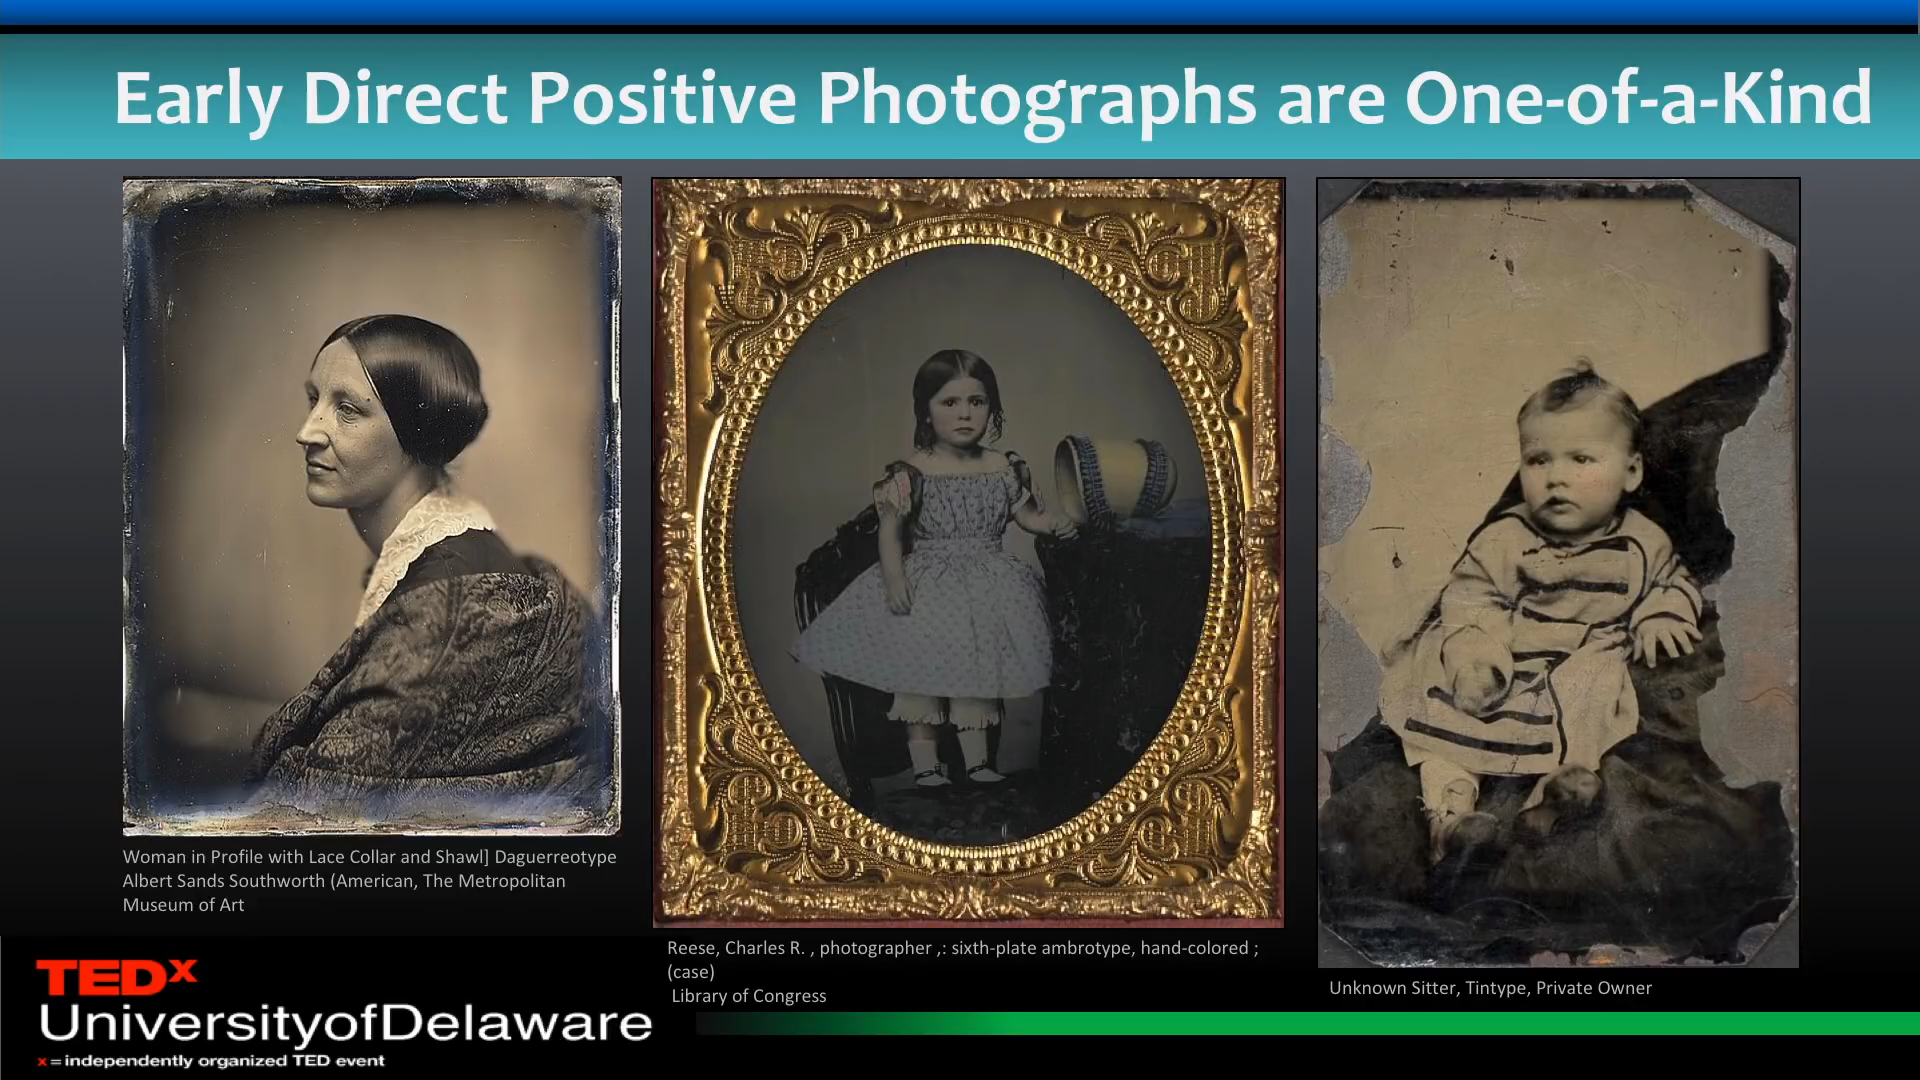 Early Direct Positive Photographs are One-of-a-Kind
Woman in Profile with Lace Collar and Shawl] Daguerreotype
Albert Sands Southworth (American, The Metropolitan
Museum of Art
Reese, Charles R. , photographer ,: sixth-plate ambrotype, hand-colored ;
(case)
Library of Congress
Unknown Sitter, Tintype, Private Owner
TEDx
UniversityofDelaware
x = independently organized TED event